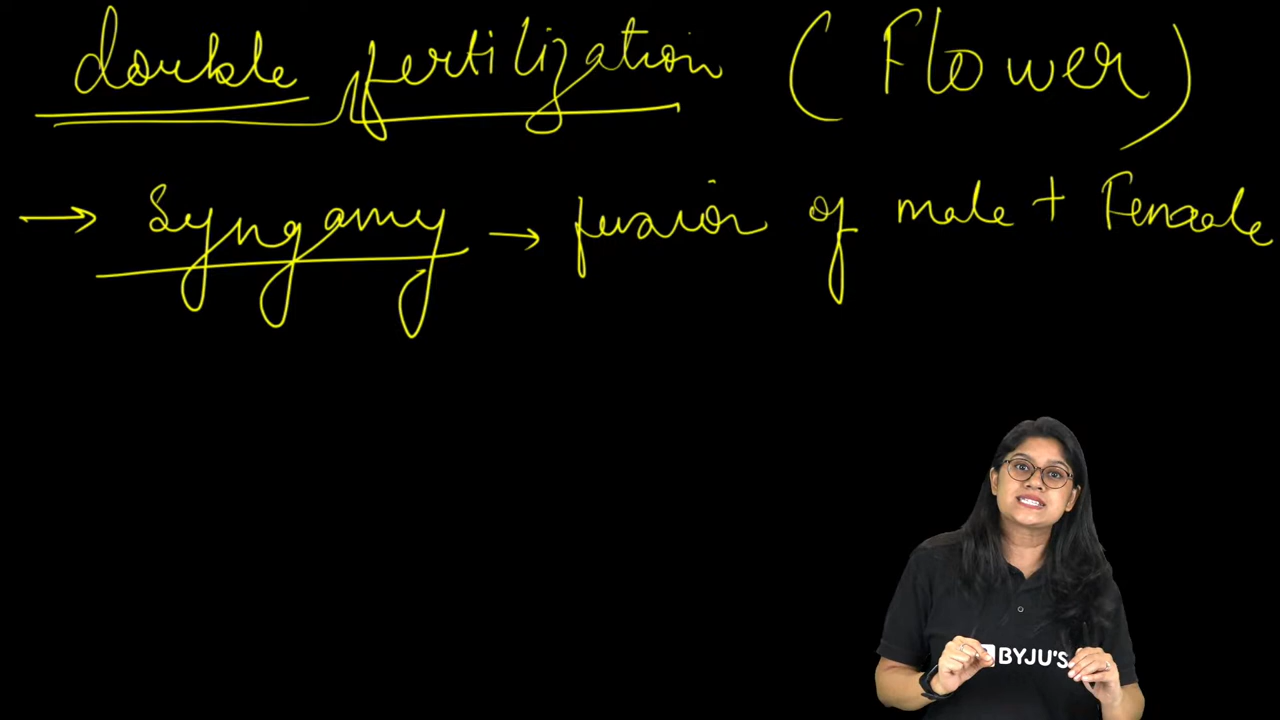 double fertilization (Flower)
→ Syngamy → fusion of male + Female
BYJU'S